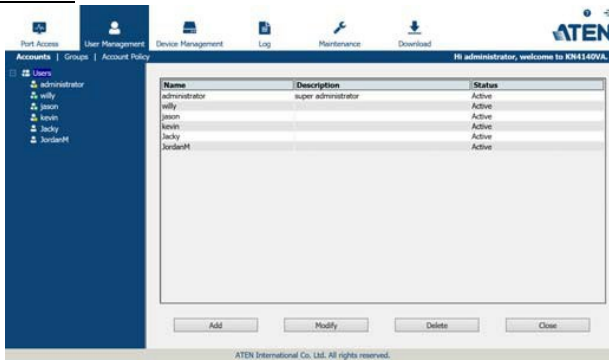 ATEN
Port Access User Management Device Management Log Maintenance Download
Accounts | Groups | Account Policy Hi administrator, welcome to KN4140VA.
Users
administrator
willy
jason
kevin
Jacky
JordanM
Name Description Status
administrator super administrator Active
willy Active
jason Active
kevin Active
Jacky Active
JordanM Active
Add Modify Delete Close
ATEN International Co. Ltd. All rights reserved.